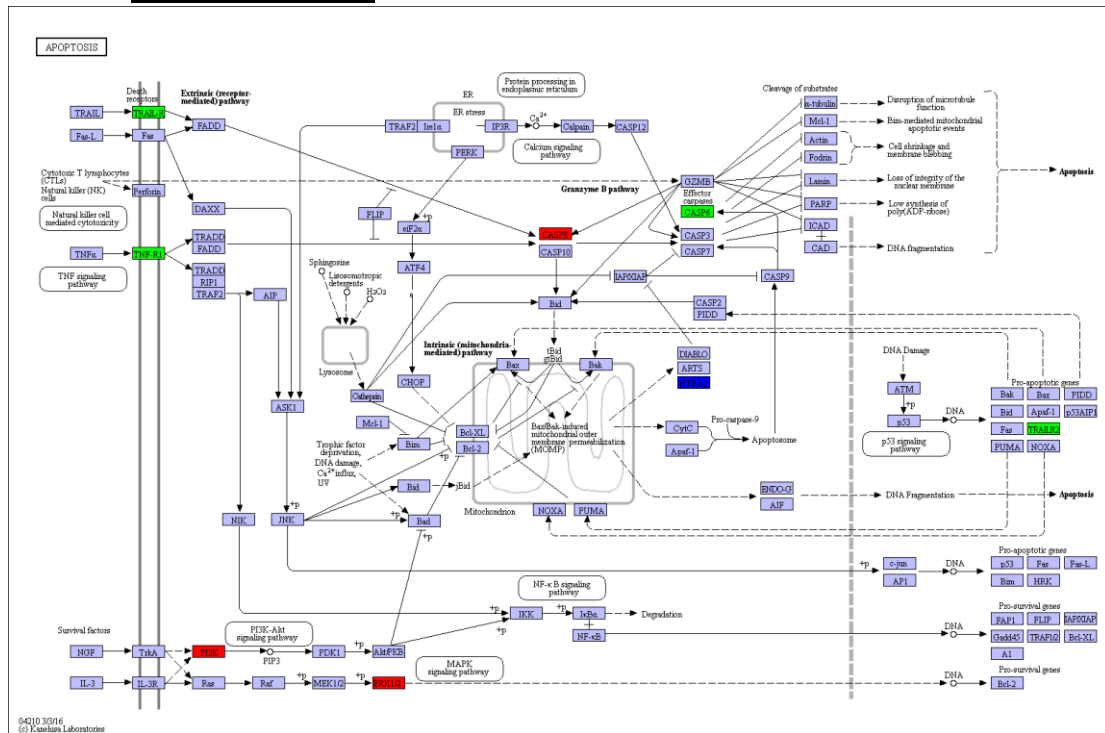 APOPTOSIS
Death
receptors
Extrinsic (receptor-
mediated) pathway
TRAIL
TRAIL-R
FADD
Fas-L
Fas
Cytotoxic T lymphocytes
(CTLs)
Natural killer (NK)
cells
Perforin
Natural killer cell
mediated cytotoxicity
DAXX
TNFα
TNF-R1
TRADD
FADD
TNF signaling
pathway
TRADD
RIP1
TRAF2
AIP
ASK1
ER
Protein processing in
endoplasmic reticulum
ER stress
TRAF2
Ire1α
IP3R
Ca2+
Calpain
CASP12
PERK
Calcium signaling
pathway
FLIP
+p
eIF2α
ATF4
CHOP
Granzyme B pathway
GZMB
Effector
caspases
CASP6
CASP8
CASP10
CASP3
CASP7
IAP/XIAP
CASP9
Bid
CASP2
PIDD
Cleavage of substrates
α-tubulin
Disruption of microtubule
function
Mcl-1
Bim-mediated mitochondrial
apoptotic events
Actin
Fodrin
Cell shrinkage and
membrane blebbing
Lamin
Loss of integrity of the
nuclear membrane
PARP
Low synthesis of
poly(ADP-ribose)
ICAD
CAD
DNA fragmentation
Apoptosis
Sphingosine
Lisosomotropic
detergents
H2O2
Lysosome
Cathepsin
Intrinsic (mitochondria-
mediated) pathway
tBid
Bax
Bak
DIABLO
ARTS
Mcl-1
Bim
Bcl-XL
Bcl-2
+p
Bax/Bak-induced
mitochondrial outer
membrane permeabilization
(MOMP)
Trophic factor
deprivation,
DNA damage,
Ca2+ influx,
UV
Bid
jBid
+p
Bad
+p
Mitochondrion
NOXA
PUMA
CytC
Apaf-1
Pro-caspase-9
Apoptosome
ENDO-G
AIF
DNA Fragmentation
Apoptosis
DNA Damage
ATM
+p
p53
DNA
p53 signaling
pathway
Pro-apoptotic genes
Bak
Bax
PIDD
Bid
Apaf-1
p53AIP1
Fas
TRAILR2
PUMA
NOXA
NIK
+p
JNK
+p
c-jun
AP1
DNA
Pro-apoptotic genes
p53
Fas
Fas-L
Bim
HRK
NF-κB signaling
pathway
+p
IKK
+p
+p
IκBα
NF-κB
Degradation
DNA
Pro-survival genes
FAP1
FLIP
IAP/XIAP
Gadd45
TRAF1/2
Bcl-XL
A1
Survival factors
PI3K-Akt
signaling pathway
NGF
TrkA
PI3K
PIP3
PDK1
+p
Akt/PKB
MAPK
signaling pathway
IL-3
IL-3R
Ras
Raf
+p
MEK1/2
+p
ERK1/2
DNA
Pro-survival genes
Bcl-2
04210 3/3/16
(c) Kanehisa Laboratories